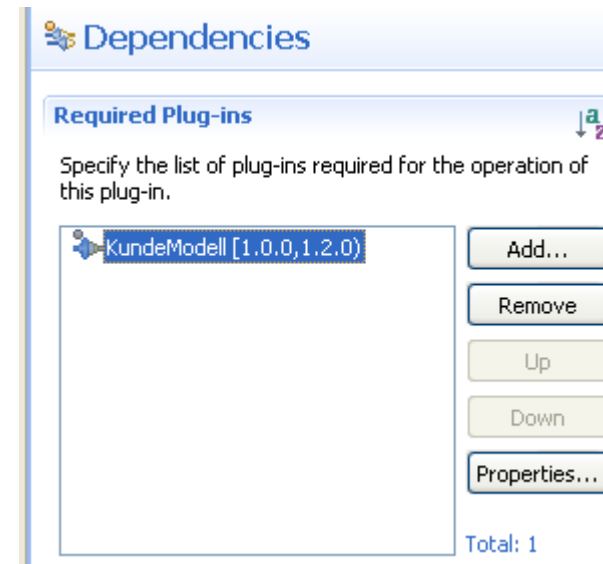 Dependencies
Required Plug-ins
Specify the list of plug-ins required for the operation of
this plug-in.
KundeModell [1.0.0,1.2.0)
Add...
Remove
Up
Down
Properties...
Total: 1